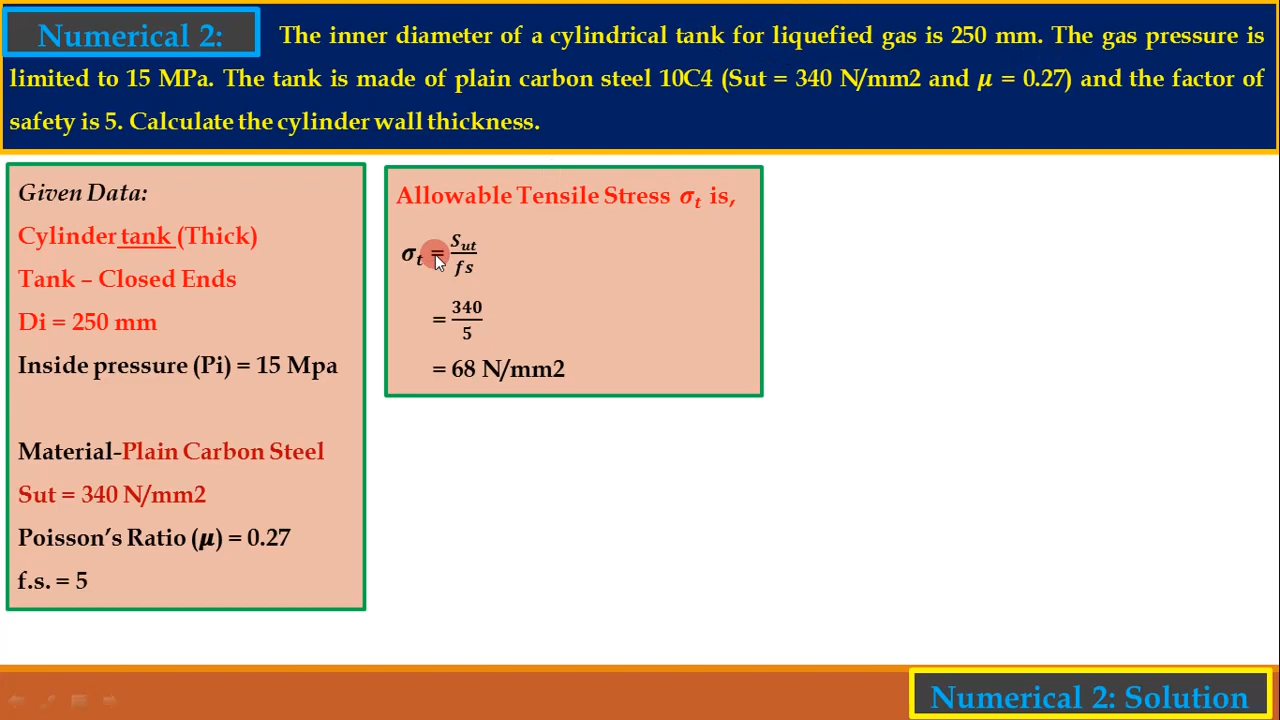 Numerical 2: The inner diameter of a cylindrical tank for liquefied gas is 250 mm. The gas pressure is
limited to 15 MPa. The tank is made of plain carbon steel 10C4 (Sut = 340 N/mm2 and μ = 0.27) and the factor of
safety is 5. Calculate the cylinder wall thickness.
Given Data:
Cylinder tank (Thick)
Tank – Closed Ends
Di = 250 mm
Inside pressure (Pi) = 15 Mpa
Material-Plain Carbon Steel
Sut = 340 N/mm2
Poisson’s Ratio (μ) = 0.27
f.s. = 5
Allowable Tensile Stress σt is,
σt = Sut/fs
= 340/5
= 68 N/mm2
Numerical 2: Solution